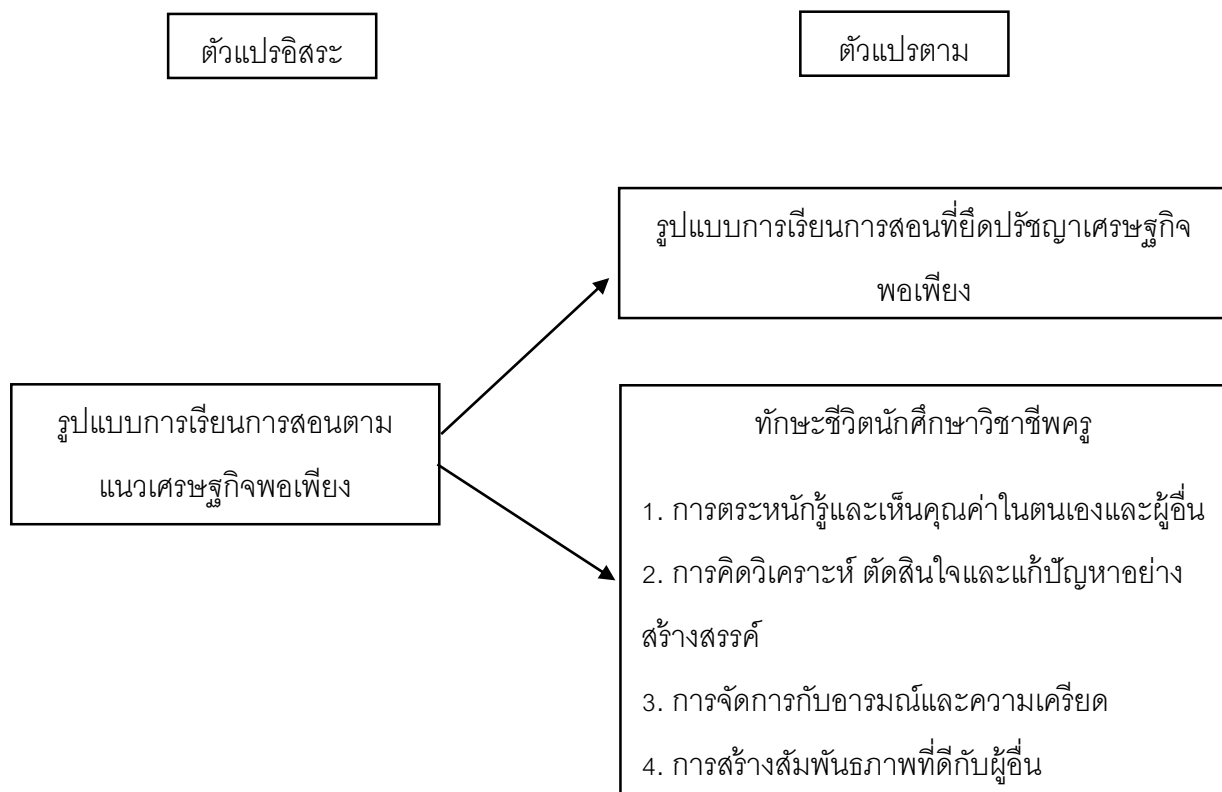 ตัวแปรอิสระ
ตัวแปรตาม
รูปแบบการเรียนการสอนที่ยึดปรัชญาเศรษฐกิจ
พอเพียง
รูปแบบการเรียนการสอนตาม
แนวเศรษฐกิจพอเพียง
ทักษะชีวิตนักศึกษาวิชาชีพครู
1. การตระหนักรู้และเห็นคุณค่าในตนเองและผู้อื่น
2. การคิดวิเคราะห์ ตัดสินใจและแก้ปัญหาอย่าง
สร้างสรรค์
3. การจัดการกับอารมณ์และความเครียด
4. การสร้างสัมพันธภาพที่ดีกับผู้อื่น